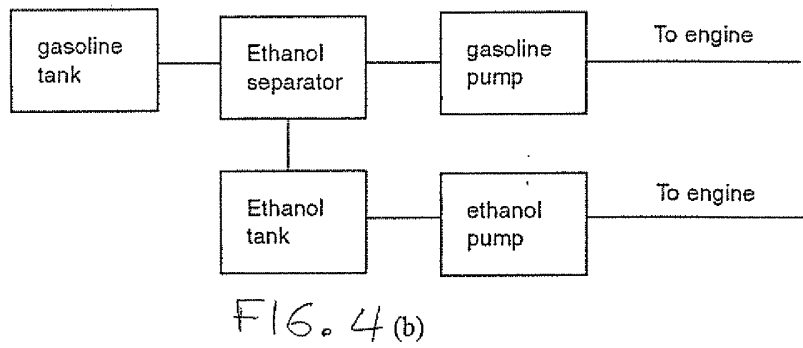 gasoline
tank
Ethanol
separator
gasoline
pump
To engine
Ethanol
tank
ethanol
pump
To engine
FIG. 4 (b)